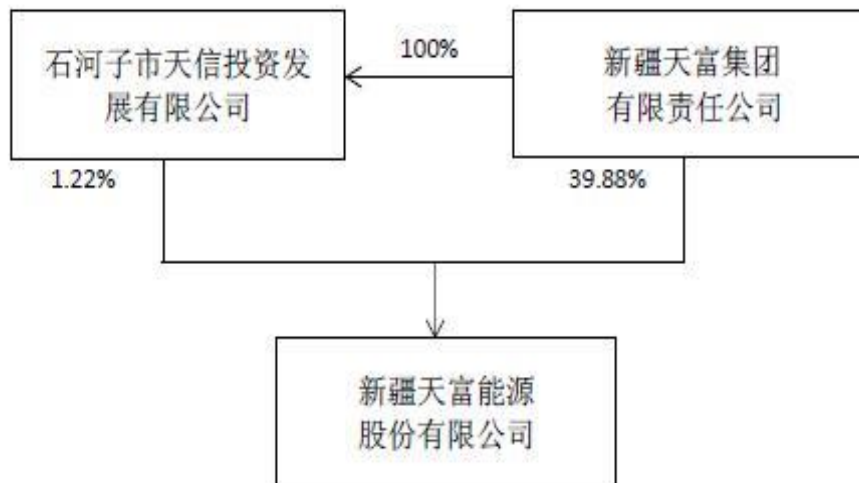 石河子市天信投资发
展有限公司
100%
新疆天富集团
有限责任公司
1.22%
39.88%
新疆天富能源
股份有限公司